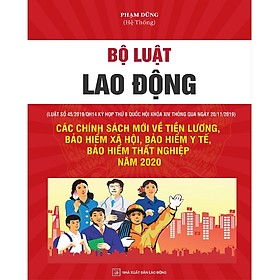 PHẠM DŨNG
(Hệ Thống)
BỘ LUẬT
LAO ĐỘNG
(LUẬT SỐ 45/2019/QH14 KỲ HỌP THỨ 8 QUỐC HỘI KHÓA XIV THÔNG QUA NGÀY 20/11/2019)
CÁC CHÍNH SÁCH MỚI VỀ TIỀN LƯƠNG,
BẢO HIỂM XÃ HỘI, BẢO HIỂM Y TẾ,
BẢO HIỂM THẤT NGHIỆP
NĂM 2020
NHÀ XUẤT BẢN LAO ĐỘNG